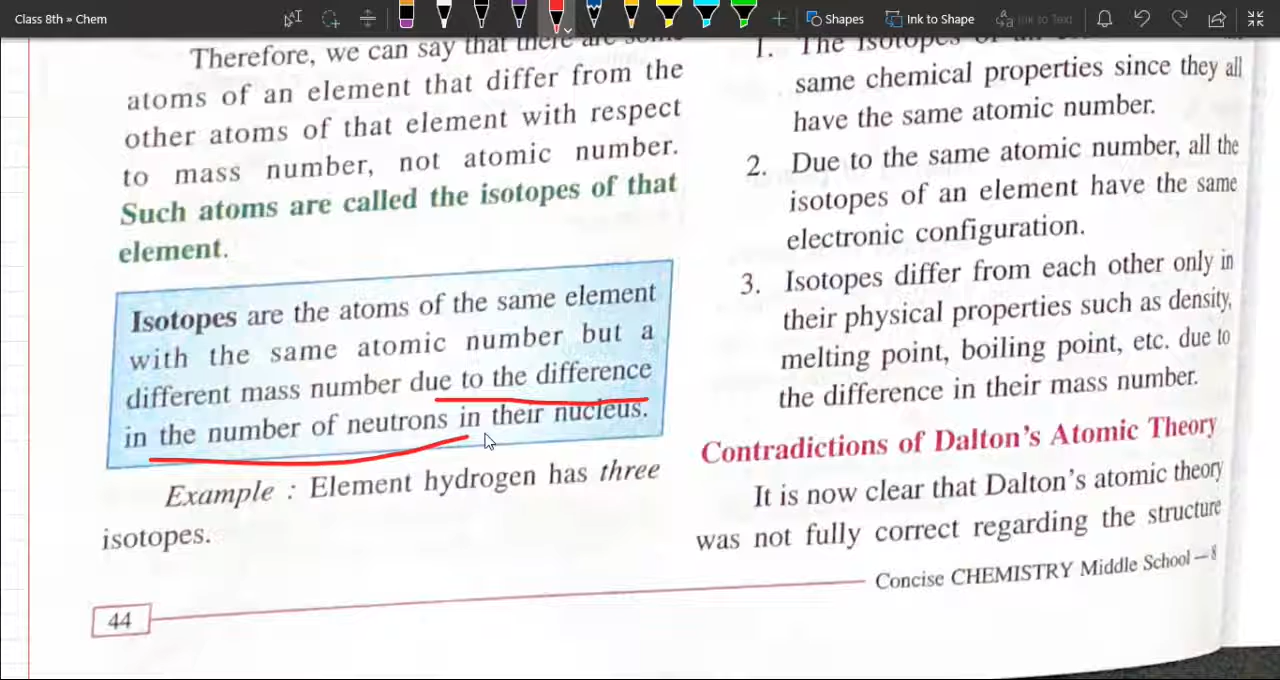 Class 8th » Chem
Shapes
Ink to Shape
Ink to Text
Therefore, we can say that there are some
atoms of an element that differ from the
other atoms of that element with respect
to mass number, not atomic number.
Such atoms are called the isotopes of that
element.
Isotopes are the atoms of the same element
with the same atomic number but a
different mass number due to the difference
in the number of neutrons in their nucleus.
Example : Element hydrogen has three
isotopes.
44
1. The isotopes of an
same chemical properties since they all
have the same atomic number.
2. Due to the same atomic number, all the
isotopes of an element have the same
electronic configuration.
3. Isotopes differ from each other only in
their physical properties such as density,
melting point, boiling point, etc. due to
the difference in their mass number.
Contradictions of Dalton's Atomic Theory
It is now clear that Dalton's atomic theory
was not fully correct regarding the structure
Concise CHEMISTRY Middle School – 8